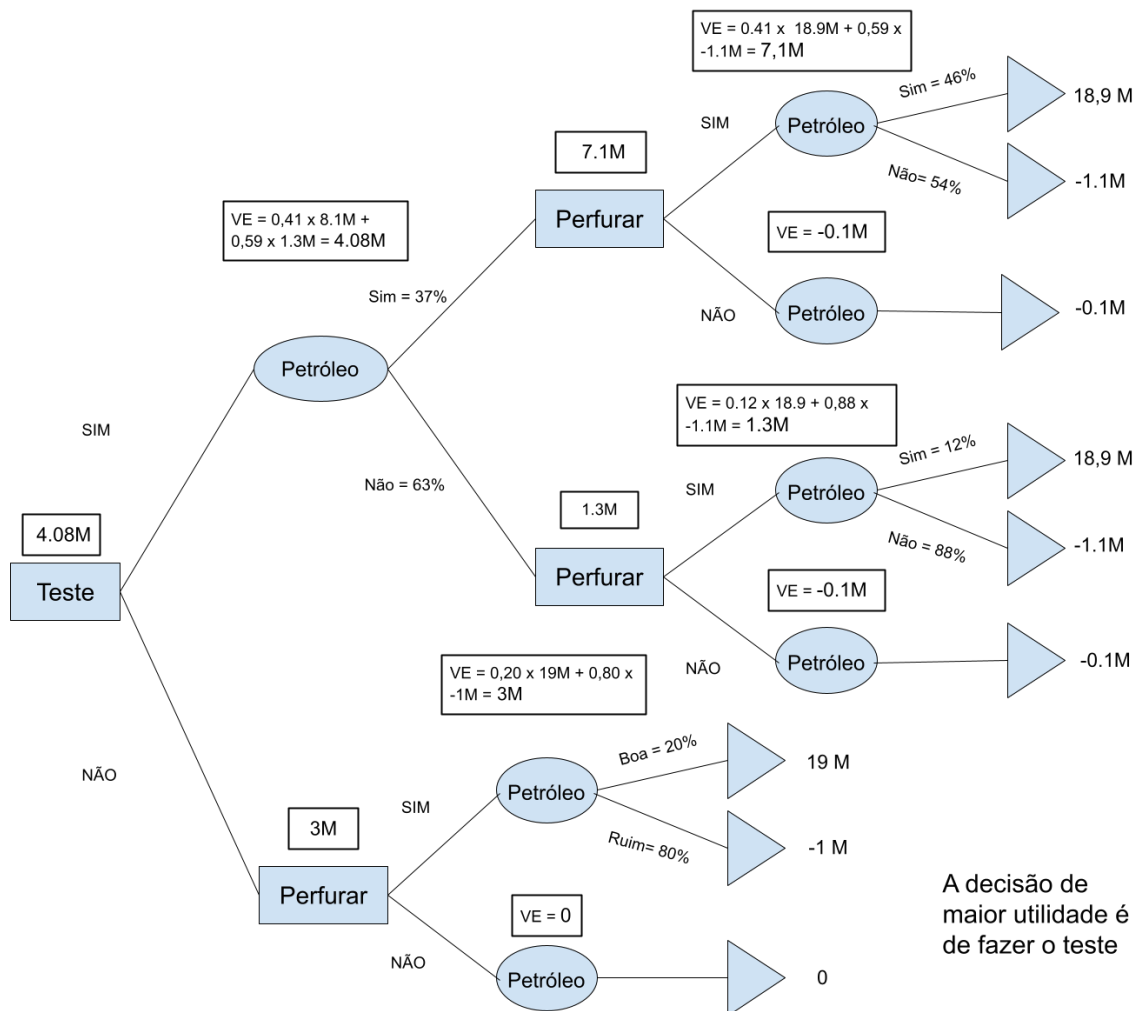 VE = 0.41 x 18.9M + 0,59 x
-1.1M = 7,1M
Sim = 46%
18,9 M
SIM
Petróleo
7.1M
Não= 54%
-1.1M
VE = 0,41 x 8.1M +
0,59 x 1.3M = 4.08M
Perfurar
VE = -0.1M
Sim = 37%
NÃO
Petróleo
-0.1M
Petróleo
VE = 0.12 x 18.9 + 0,88 x
-1.1M = 1.3M
SIM
Sim = 12%
18,9 M
Não = 63%
SIM
Petróleo
1.3M
4.08M
Não = 88%
-1.1M
Teste
Perfurar
VE = -0.1M
VE = 0,20 x 19M + 0,80 x
-1M = 3M
NÃO
Petróleo
-0.1M
Boa = 20%
19 M
NÃO
SIM
Petróleo
3M
Ruim= 80%
-1 M
Perfurar
VE = 0
NÃO
Petróleo
0
A decisão de
maior utilidade é
de fazer o teste